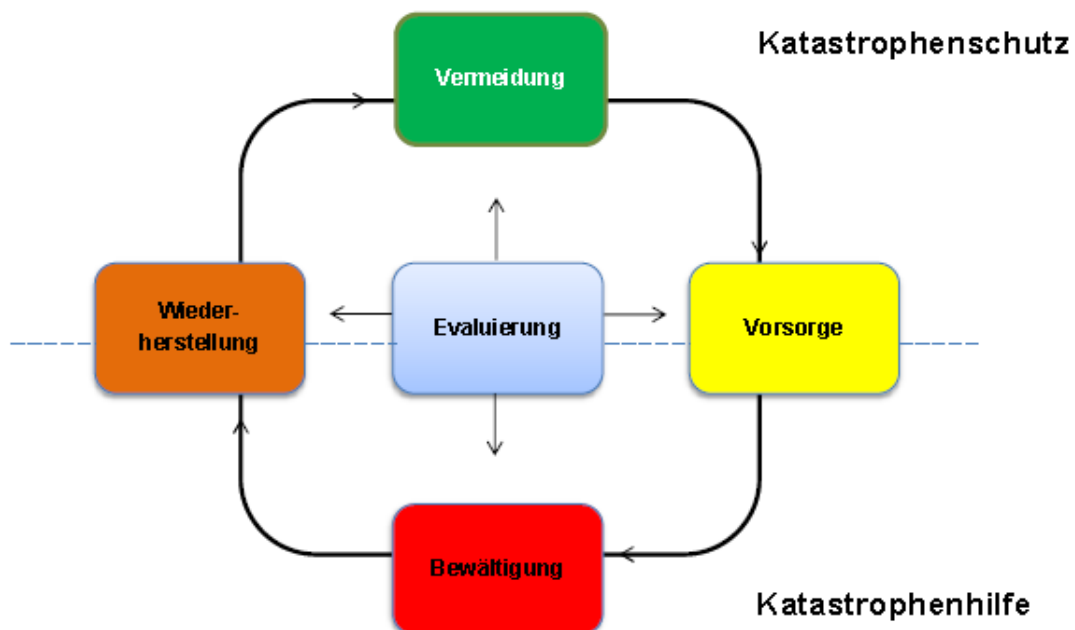 Katastrophenschutz
Vermeidung
Wieder-
herstellung
Evaluierung
Vorsorge
Bewältigung
Katastrophenhilfe